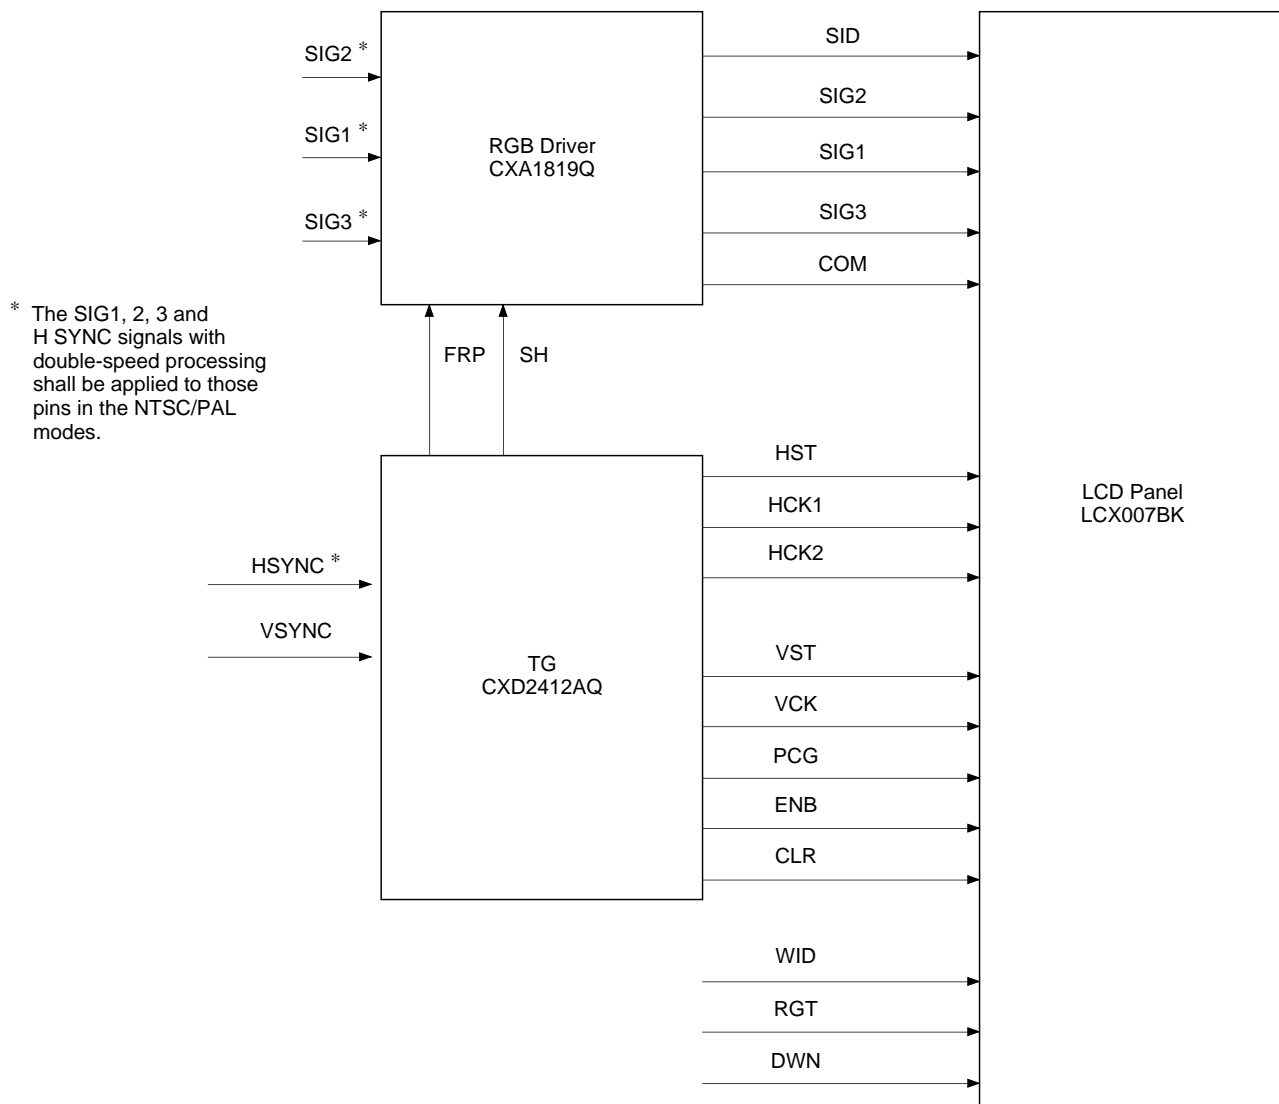 SIG2 *
SIG1 *
SIG3 *
RGB Driver
CXA1819Q
SID
SIG2
SIG1
SIG3
COM
* The SIG1, 2, 3 and
H SYNC signals with
double-speed processing
shall be applied to those
pins in the NTSC/PAL
modes.
FRP
SH
HSYNC *
VSYNC
TG
CXD2412AQ
HST
HCK1
HCK2
VST
VCK
PCG
ENB
CLR
WID
RGT
DWN
LCD Panel
LCX007BK